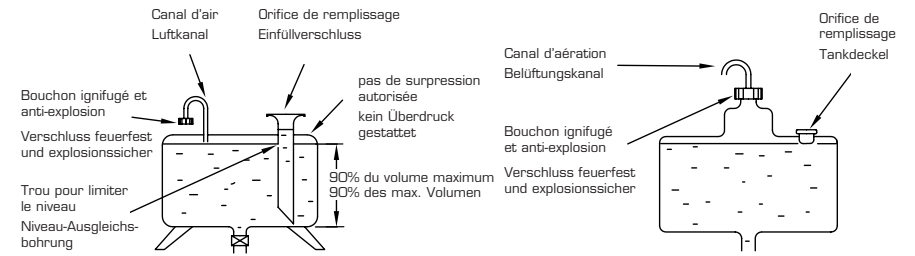 Canal d'air
Luftkanal
Orifice de remplissage
Einfüllverschluss
pas de surpression
autorisée
kein Überdruck
gestattet
Bouchon ignifugé et
anti-explosion
Verschluss feuerfest
und explosionssicher
Trou pour limiter
le niveau
Niveau-Ausgleichs-
bohrung
90% du volume maximum
90% des max. Volumen
Orifice de
remplissage
Tankdeckel
Canal d'aération
Belüftungskanal
Bouchon ignifugé
et anti-explosion
Verschluss feuerfest
und explosionssicher